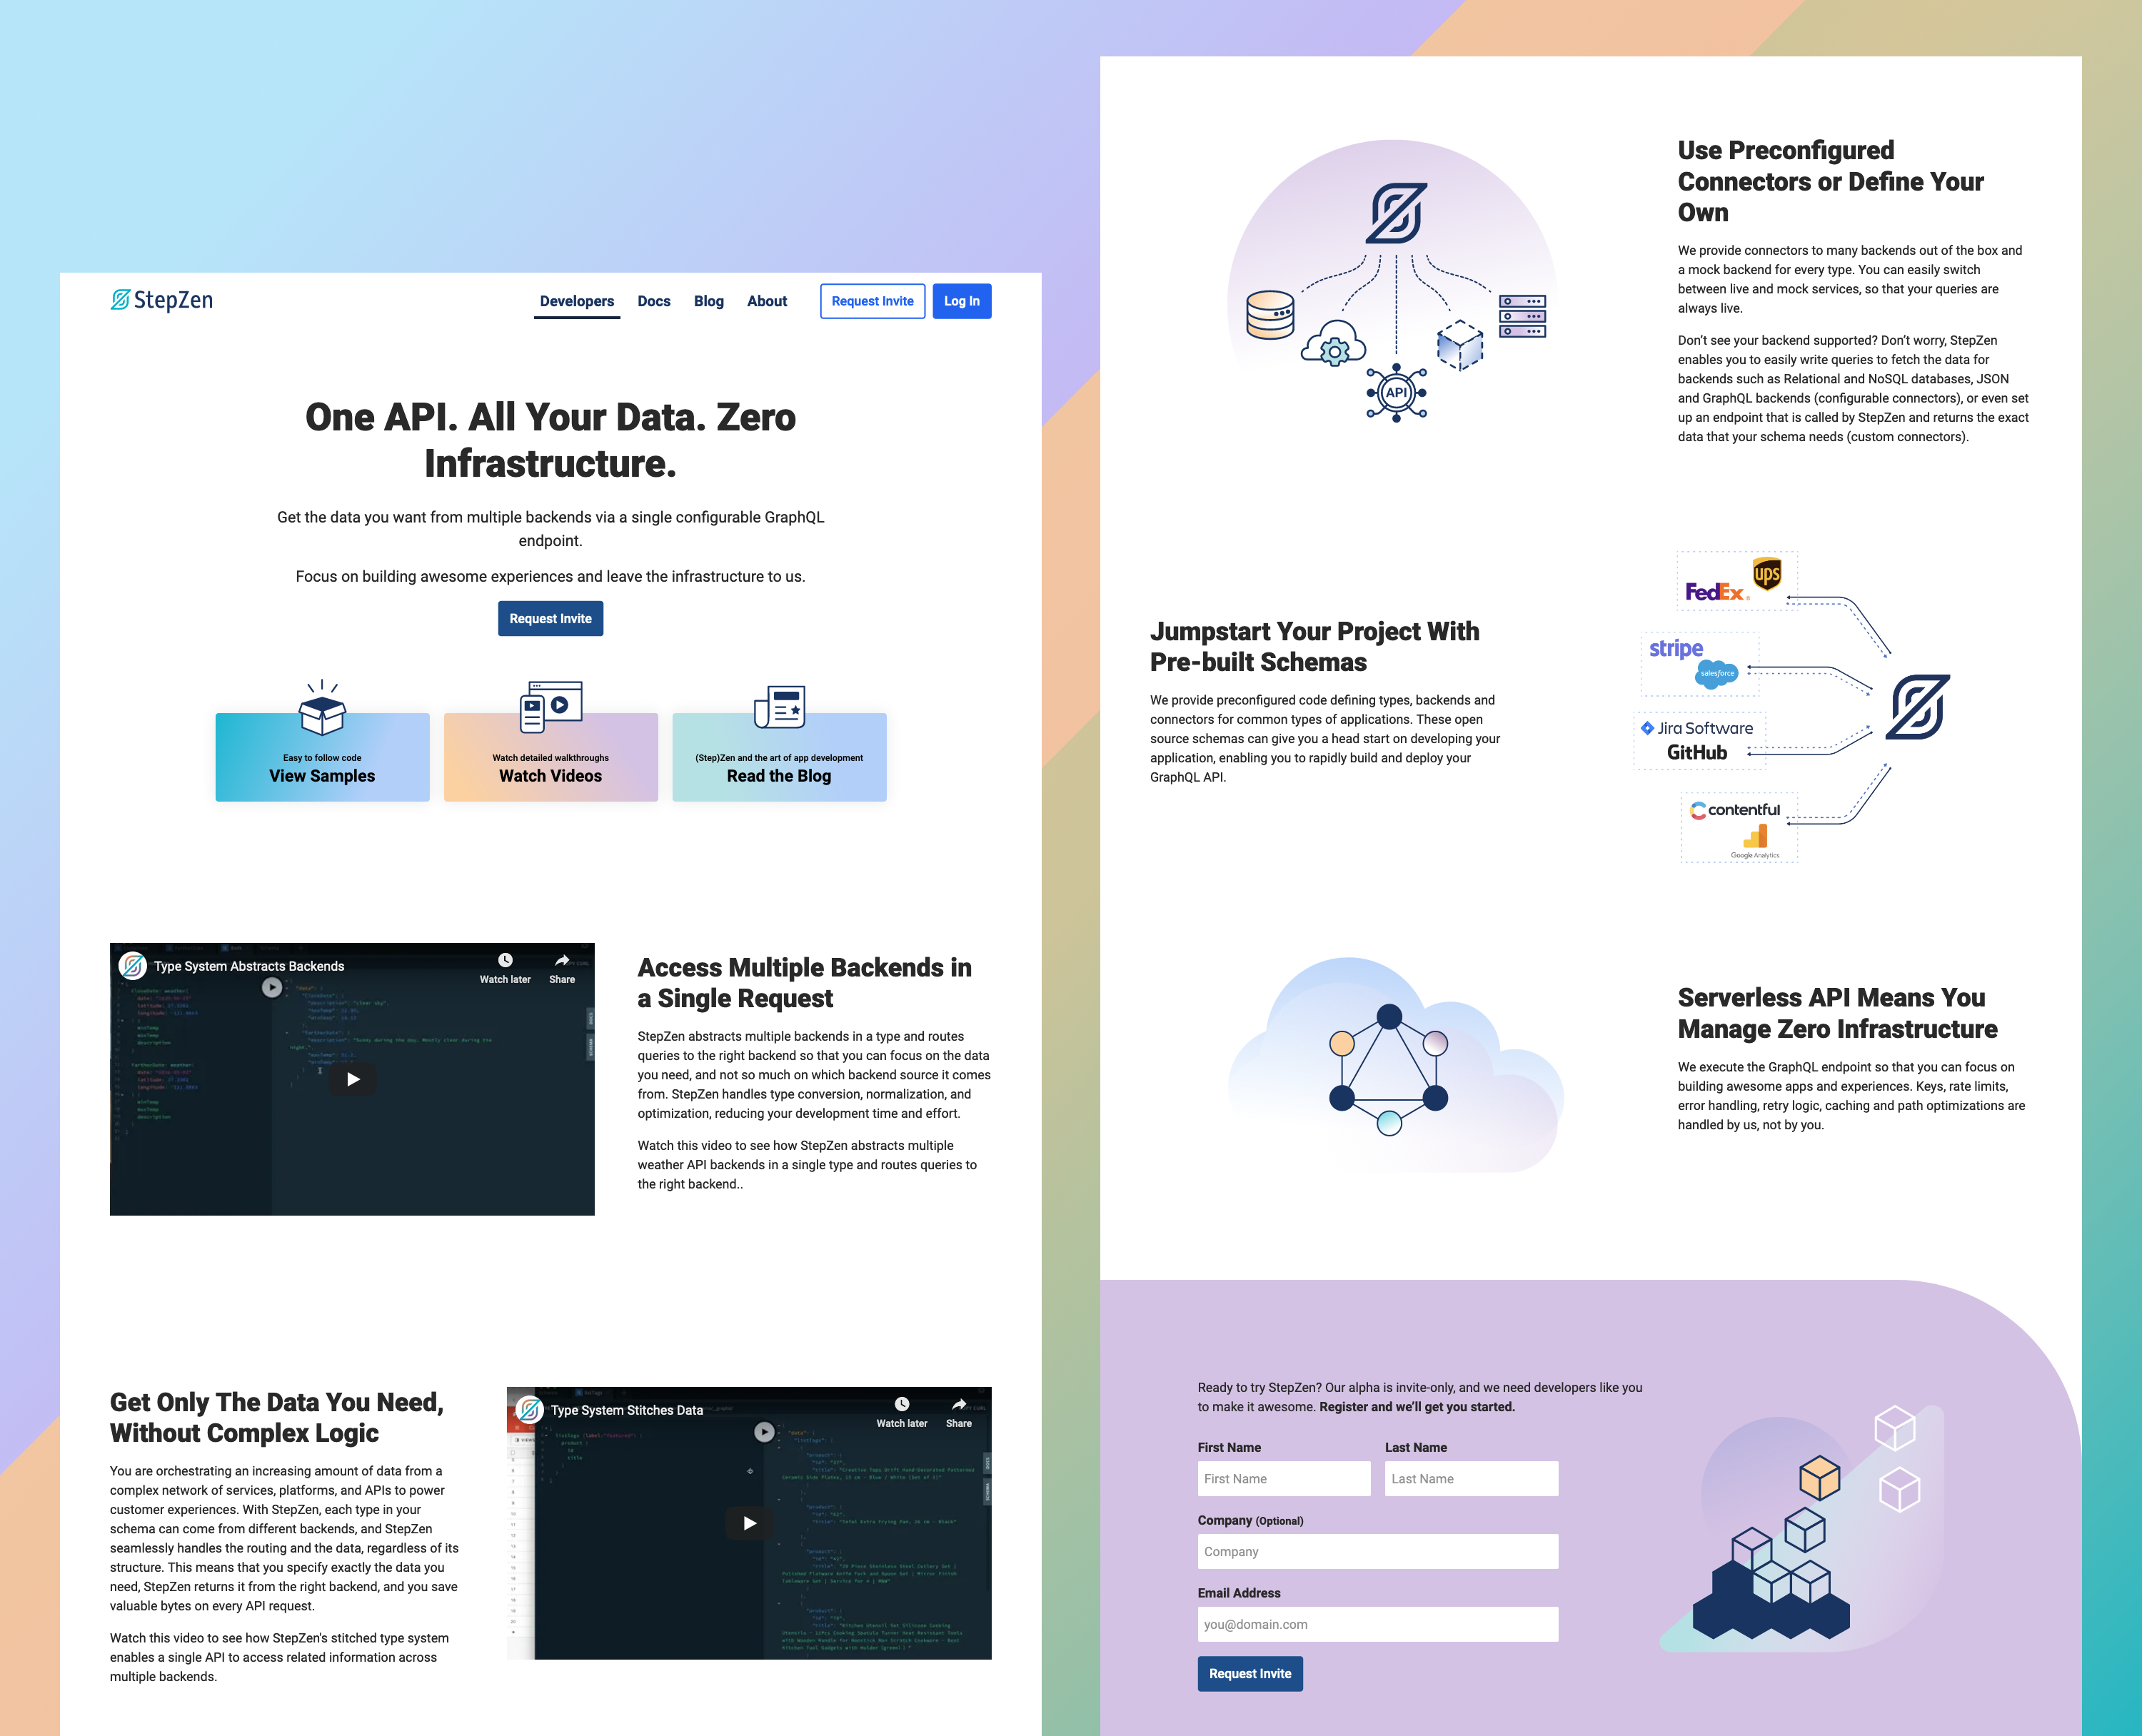 StepZen
Developers
Docs
Blog
About
Request Invite
Log In
One API. All Your Data. Zero
Infrastructure.
Get the data you want from multiple backends via a single configurable GraphQL
endpoint.
Focus on building awesome experiences and leave the infrastructure to us.
Request Invite
Easy to follow code
View Samples
Watch detailed walkthroughs
Watch Videos
(Step)Zen and the art of app development
Read the Blog
Type System Abstracts Backends
Watch later
Share
Access Multiple Backends in
a Single Request
StepZen abstracts multiple backends in a type and routes
queries to the right backend so that you can focus on the data
you need, and not so much on which backend source it comes
from. StepZen handles type conversion, normalization, and
optimization, reducing your development time and effort.
Watch this video to see how StepZen abstracts multiple
weather API backends in a single type and routes queries to
the right backend..
Get Only The Data You Need,
Without Complex Logic
You are orchestrating an increasing amount of data from a
complex network of services, platforms, and APIs to power
customer experiences. With StepZen, each type in your
schema can come from different backends, and StepZen
seamlessly handles the routing and the data, regardless of its
structure. This means that you specify exactly the data you
need, StepZen returns it from the right backend, and you save
valuable bytes on every API request.
Watch this video to see how StepZen's stitched type system
enables a single API to access related information across
multiple backends.
Type System Stitches Data
Watch later
Share
API
Use Preconfigured
Connectors or Define Your
Own
We provide connectors to many backends out of the box and
a mock backend for every type. You can easily switch
between live and mock services, so that your queries are
always live.
Don’t see your backend supported? Don’t worry, StepZen
enables you to easily write queries to fetch the data for
backends such as Relational and NoSQL databases, JSON
and GraphQL backends (configurable connectors), or even set
up an endpoint that is called by StepZen and returns the exact
data that your schema needs (custom connectors).
Jumpstart Your Project With
Pre-built Schemas
We provide preconfigured code defining types, backends and
connectors for common types of applications. These open
source schemas can give you a head start on developing your
application, enabling you to rapidly build and deploy your
GraphQL API.
FedEx
ups
stripe
salesforce
Jira Software
GitHub
contentful
Google Analytics
Serverless API Means You
Manage Zero Infrastructure
We execute the GraphQL endpoint so that you can focus on
building awesome apps and experiences. Keys, rate limits,
error handling, retry logic, caching and path optimizations are
handled by us, not by you.
Ready to try StepZen? Our alpha is invite-only, and we need developers like you
to make it awesome. Register and we’ll get you started.
First Name
Last Name
First Name
Last Name
Company (Optional)
Company
Email Address
you@domain.com
Request Invite